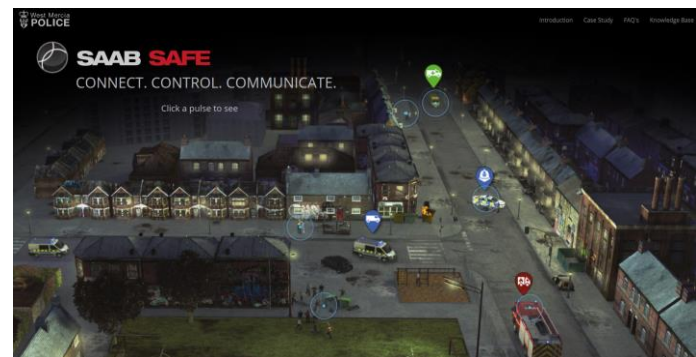 West Mercia
POLICE
Introduction Case Study FAQ's Knowledge Base
SAAB SAFE
CONNECT. CONTROL. COMMUNICATE.
Click a pulse to see